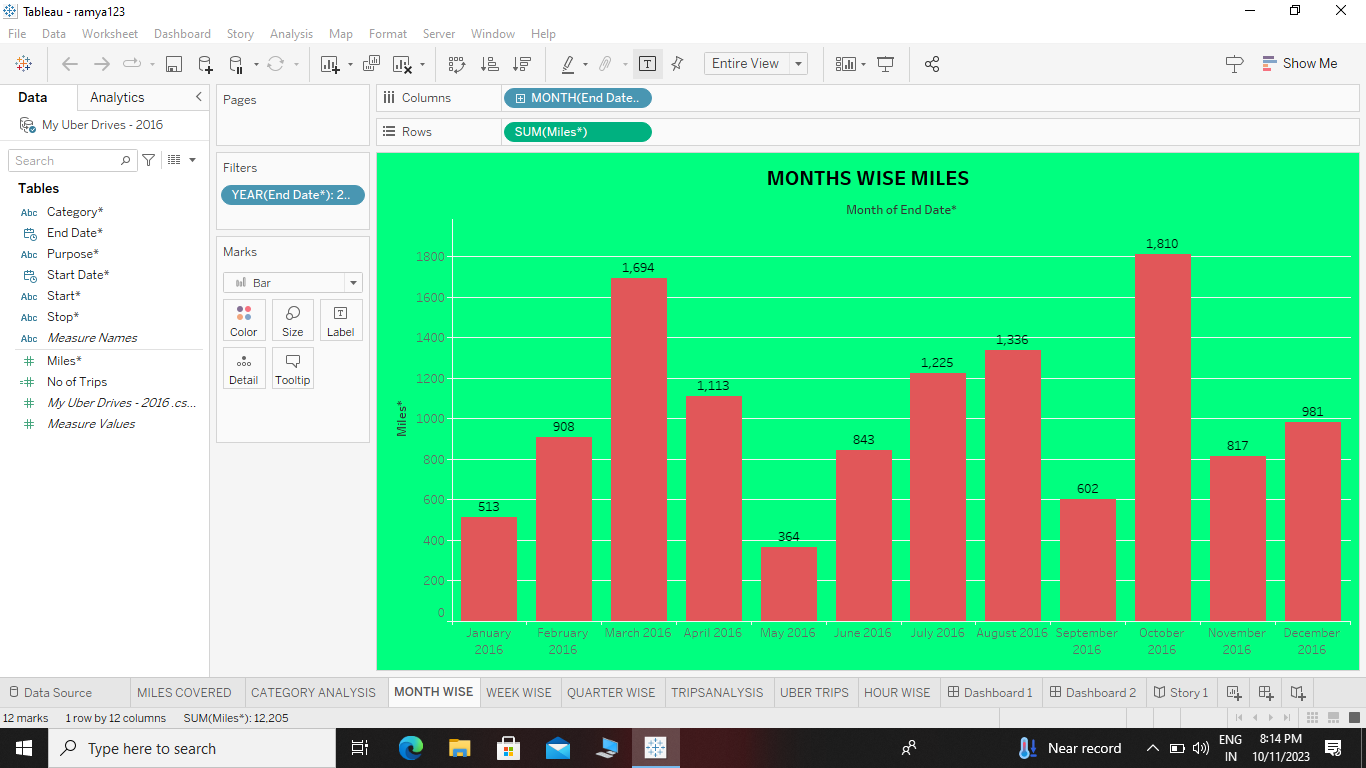 Tableau - ramya123
File Data Worksheet Dashboard Story Analysis Map Format Server Window Help
Entire View
Show Me
Data Analytics
My Uber Drives - 2016
Search
Tables
Abc Category*
End Date*
Abc Purpose*
Start Date*
Abc Start*
Abc Stop*
Abc Measure Names
Miles*
No of Trips
My Uber Drives - 2016 .cs...
Measure Values
Pages
Filters
YEAR(End Date*): 2..
Marks
Bar
Color Size Label
Detail Tooltip
Columns MONTH(End Date..
Rows SUM(Miles*)
MONTHS WISE MILES
Month of End Date*
Miles*
1800
1600
1400
1200
1000
800
600
400
200
0
513
908
1,694
1,113
364
843
1,225
1,336
602
1,810
817
981
January 2016
February 2016
March 2016
April 2016
May 2016
June 2016
July 2016
August 2016
September 2016
October 2016
November 2016
December 2016
Data Source MILES COVERED CATEGORY ANALYSIS MONTH WISE WEEK WISE QUARTER WISE TRIPSANALYSIS UBER TRIPS HOUR WISE Dashboard 1 Dashboard 2 Story 1
12 marks 1 row by 12 columns SUM(Miles*): 12,205
Type here to search
Near record
ENG
IN
8:14 PM
10/11/2023